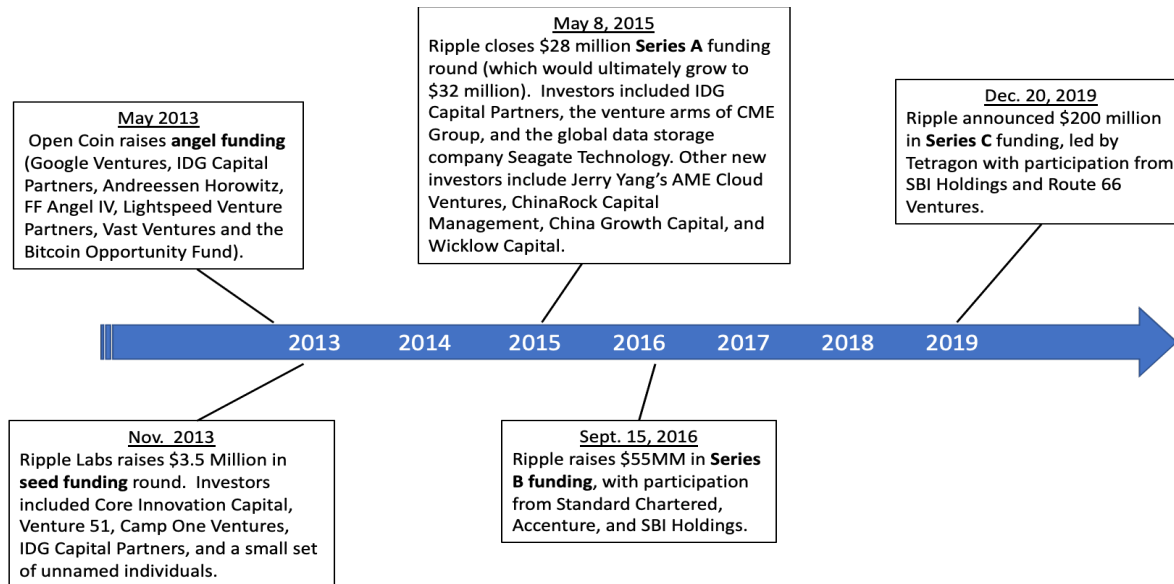 May 2013
Open Coin raises angel funding
(Google Ventures, IDG Capital
Partners, Andreessen Horowitz,
FF Angel IV, Lightspeed Venture
Partners, Vast Ventures and the
Bitcoin Opportunity Fund).
May 8, 2015
Ripple closes $28 million Series A funding
round (which would ultimately grow to
$32 million).  Investors included IDG
Capital Partners, the venture arms of CME
Group, and the global data storage
company Seagate Technology. Other new
investors include Jerry Yang’s AME Cloud
Ventures, ChinaRock Capital
Management, China Growth Capital, and
Wicklow Capital.
Dec. 20, 2019
Ripple announced $200 million
in Series C funding, led by
Tetragon with participation from
SBI Holdings and Route 66
Ventures.
2013 2014 2015 2016 2017 2018 2019
Nov.  2013
Ripple Labs raises $3.5 Million in
seed funding round.  Investors
included Core Innovation Capital,
Venture 51, Camp One Ventures,
IDG Capital Partners, and a small set
of unnamed individuals.
Sept. 15, 2016
Ripple raises $55MM in Series
B funding, with participation
from Standard Chartered,
Accenture, and SBI Holdings.